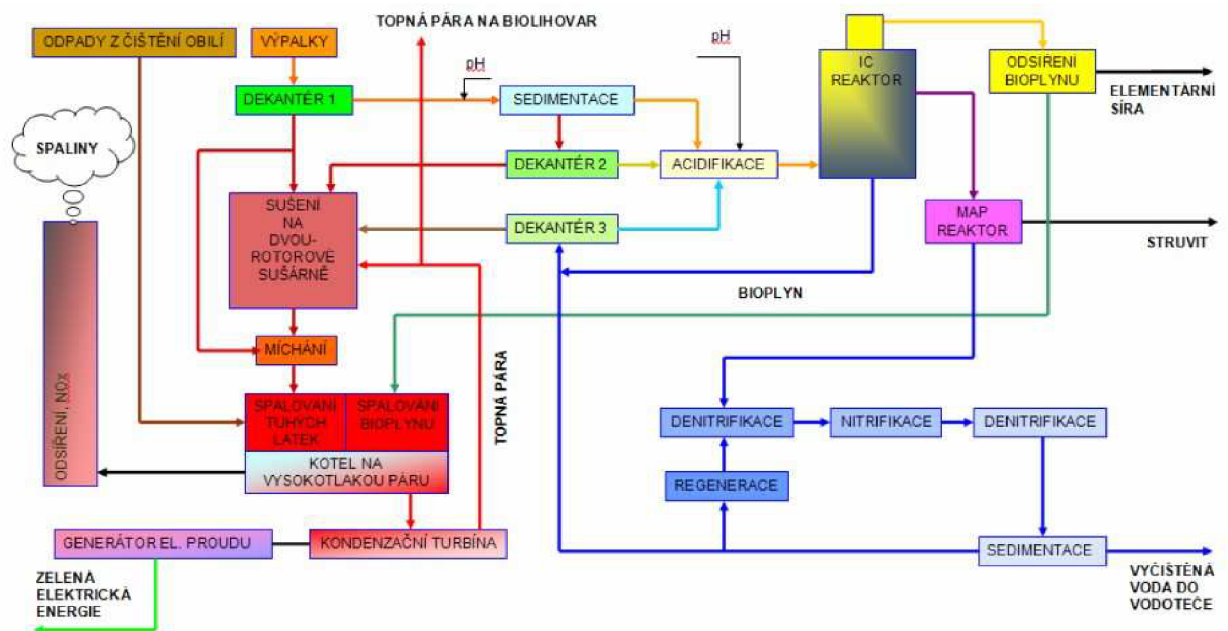 TOPNÁ PÁRA NA BIOLIHOVAR
ODPADY Z ČIŠTĚNÍ OBILÍ
VÝPALKY
pH
pH
IC
REAKTOR
ODSÍŘENÍ
BIOPLYNU
DEKANTÉR 1
SEDIMENTACE
ELEMENTÁRNÍ
SÍRA
SPALINY
DEKANTÉR 2
ACIDIFIKACE
SUŠENÍ
NA
DVOU-
ROTOROVÉ
SUŠÁRNĚ
DEKANTÉR 3
MAP
REAKTOR
STRUVIT
BIOPLYN
MÍCHÁNÍ
TOPNÁ PÁRA
ODSÍŘENÍ, NOx
SPALOVÁNÍ
TUHÝCH
LÁTEK
SPALOVÁNÍ
BIOPLYNU
DENITRIFIKACE
NITRIFIKACE
DENITRIFIKACE
KOTEL NA
VYSOKOTLAKOU PÁRU
REGENERACE
GENERÁTOR EL. PROUDU
KONDENZAČNÍ TURBÍNA
SEDIMENTACE
ZELENÁ
ELEKTRICKÁ
ENERGIE
VYČIŠTĚNÁ
VODA DO
VODOTEČE